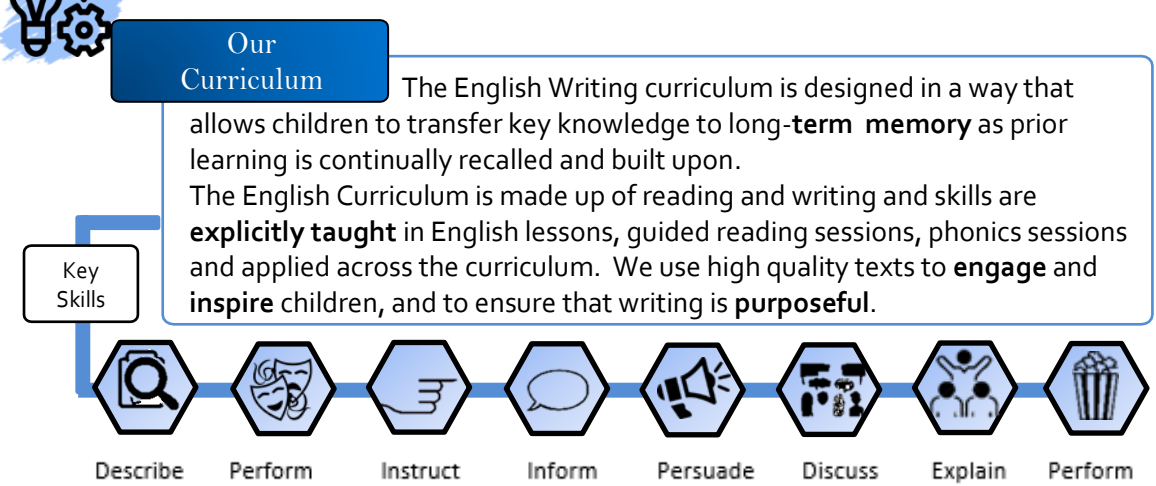 Our
Curriculum
The English Writing curriculum is designed in a way that
allows children to transfer key knowledge to long-term memory as prior
learning is continually recalled and built upon.
The English Curriculum is made up of reading and writing and skills are
explicitly taught in English lessons, guided reading sessions, phonics sessions
and applied across the curriculum. We use high quality texts to engage and
inspire children, and to ensure that writing is purposeful.
Key
Skills
Describe Perform Instruct Inform Persuade Discuss Explain Perform